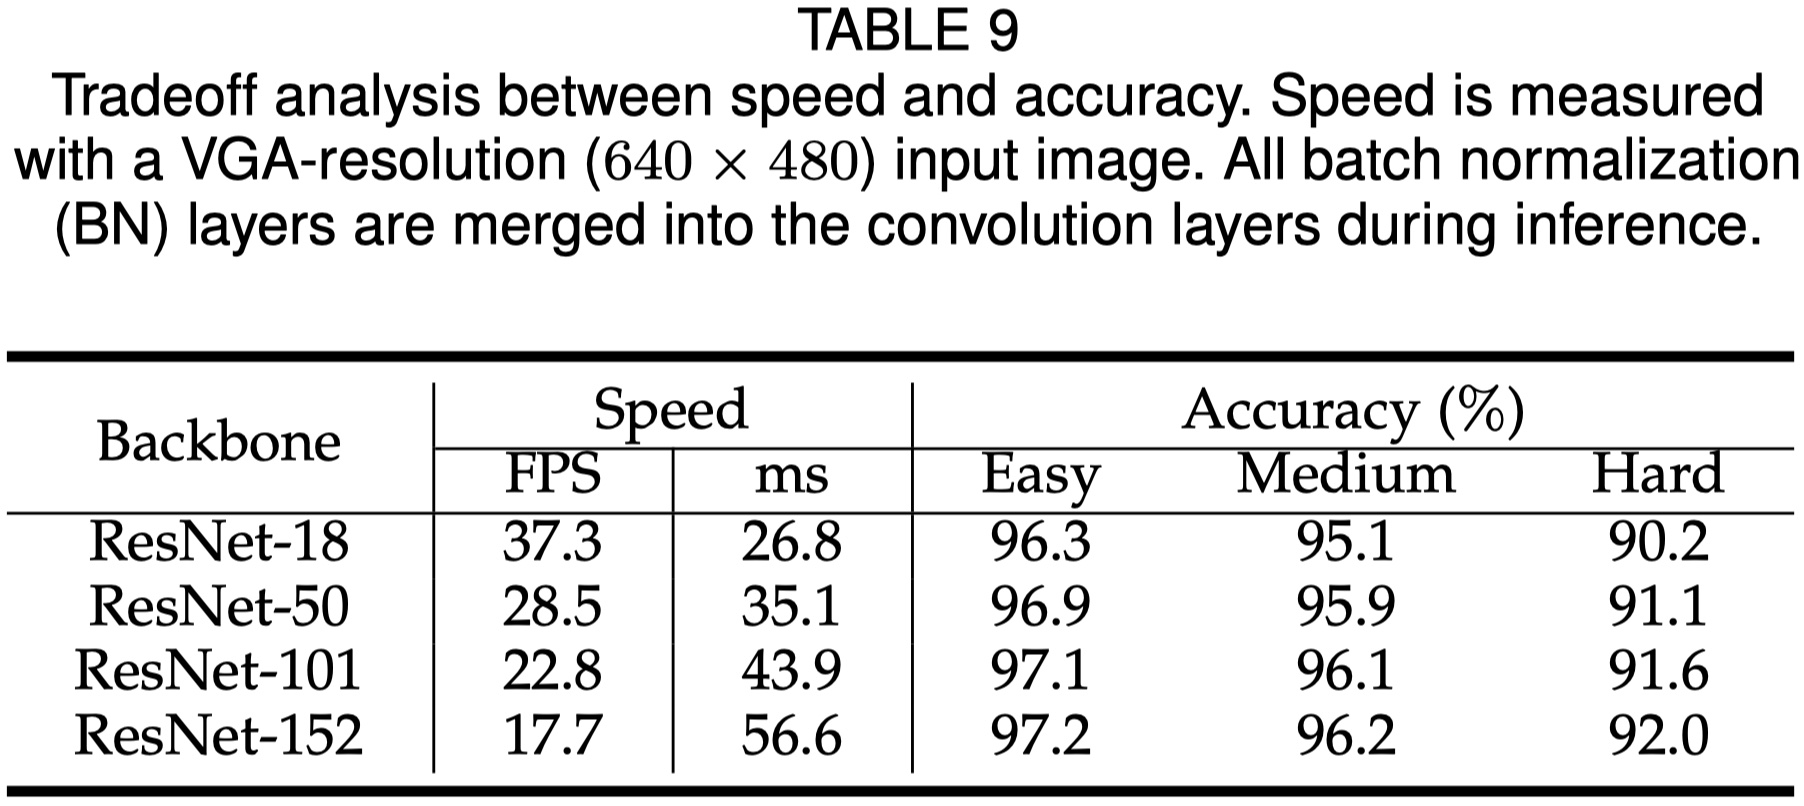 TABLE 9
Tradeoff analysis between speed and accuracy. Speed is measured
with a VGA-resolution (640 × 480) input image. All batch normalization
(BN) layers are merged into the convolution layers during inference.
Backbone Speed Accuracy (%)
FPS ms Easy Medium Hard
ResNet-18 37.3 26.8 96.3 95.1 90.2
ResNet-50 28.5 35.1 96.9 95.9 91.1
ResNet-101 22.8 43.9 97.1 96.1 91.6
ResNet-152 17.7 56.6 97.2 96.2 92.0